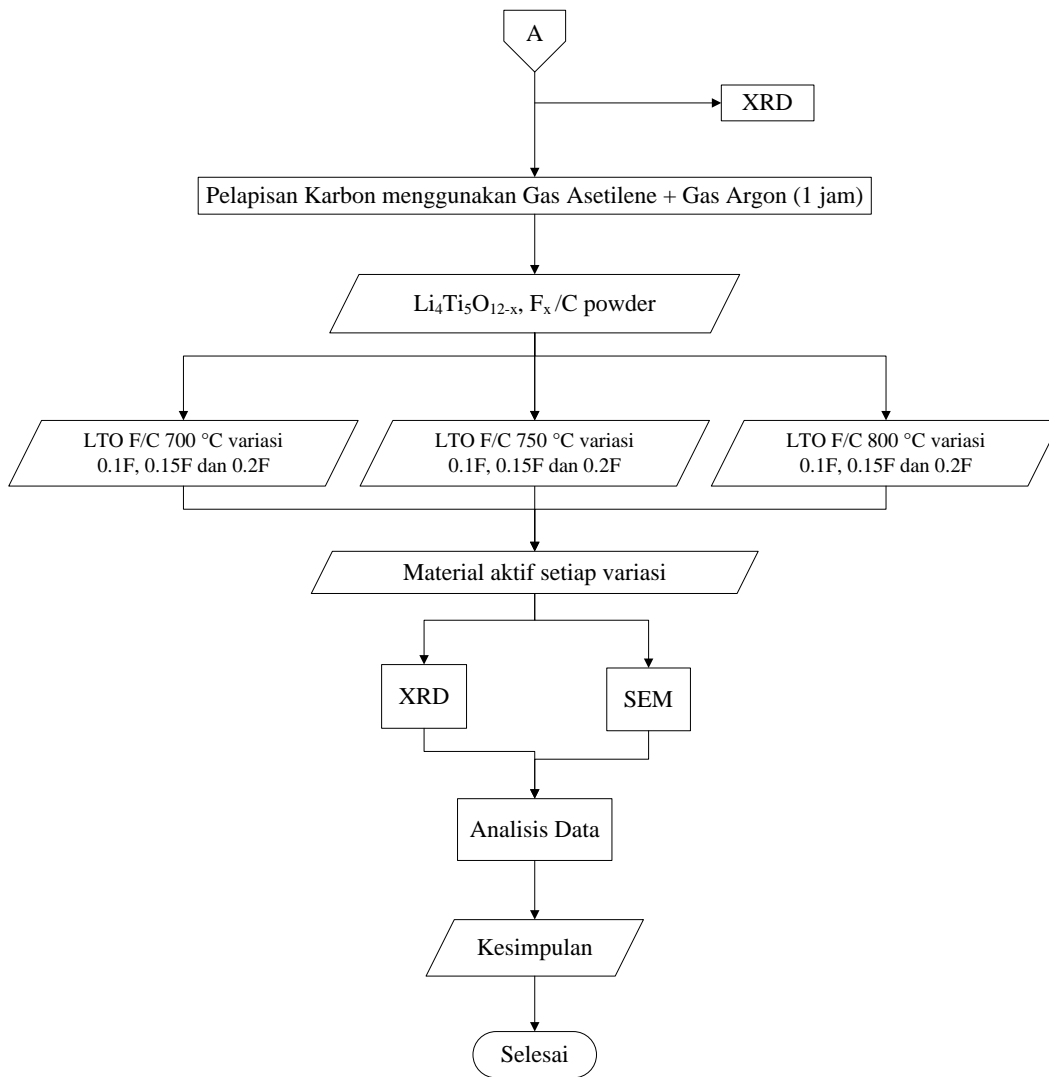 A
XRD
Pelapisan Karbon menggunakan Gas Asetilene + Gas Argon (1 jam)
Li₄Ti₅O₁₂₋ₓ, Fₓ /C powder
LTO F/C 700 °C variasi
0.1F, 0.15F dan 0.2F
LTO F/C 750 °C variasi
0.1F, 0.15F dan 0.2F
LTO F/C 800 °C variasi
0.1F, 0.15F dan 0.2F
Material aktif setiap variasi
XRD
SEM
Analisis Data
Kesimpulan
Selesai